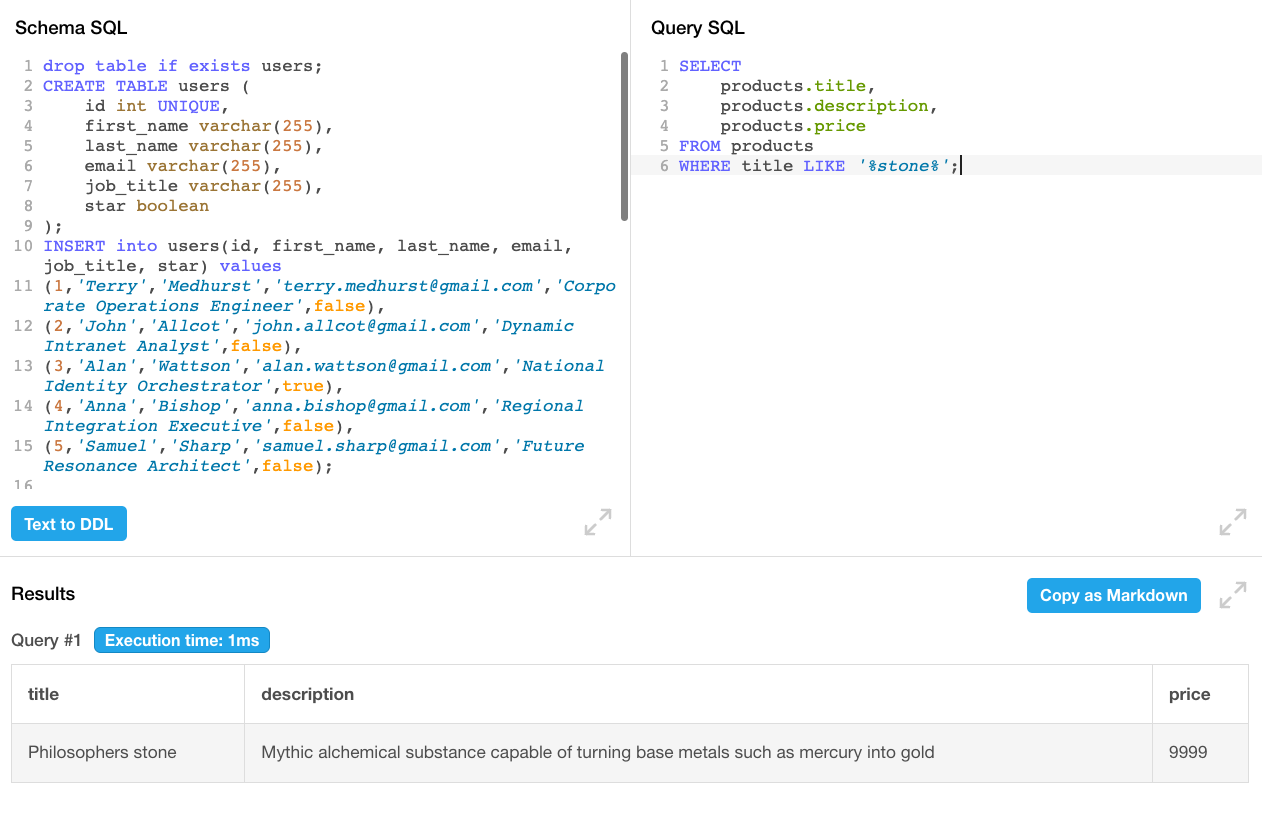 Schema SQL
1 drop table if exists users;
2 CREATE TABLE users (
3 id int UNIQUE,
4 first_name varchar(255),
5 last_name varchar(255),
6 email varchar(255),
7 job_title varchar(255),
8 star boolean
9 );
10 INSERT into users(id, first_name, last_name, email,
job_title, star) values
11 (1,'Terry','Medhurst','terry.medhurst@gmail.com','Corpo
rate Operations Engineer',false),
12 (2,'John','Allcot','john.allcot@gmail.com','Dynamic
Intranet Analyst',false),
13 (3,'Alan','Wattson','alan.wattson@gmail.com','National
Identity Orchestrator',true),
14 (4,'Anna','Bishop','anna.bishop@gmail.com','Regional
Integration Executive',false),
15 (5,'Samuel','Sharp','samuel.sharp@gmail.com','Future
Resonance Architect',false);
16
Text to DDL
Query SQL
1 SELECT
2 products.title,
3 products.description,
4 products.price
5 FROM products
6 WHERE title LIKE '%stone%';
Results
Copy as Markdown
Query #1 Execution time: 1ms
title description price
Philosophers stone Mythic alchemical substance capable of turning base metals such as mercury into gold 9999